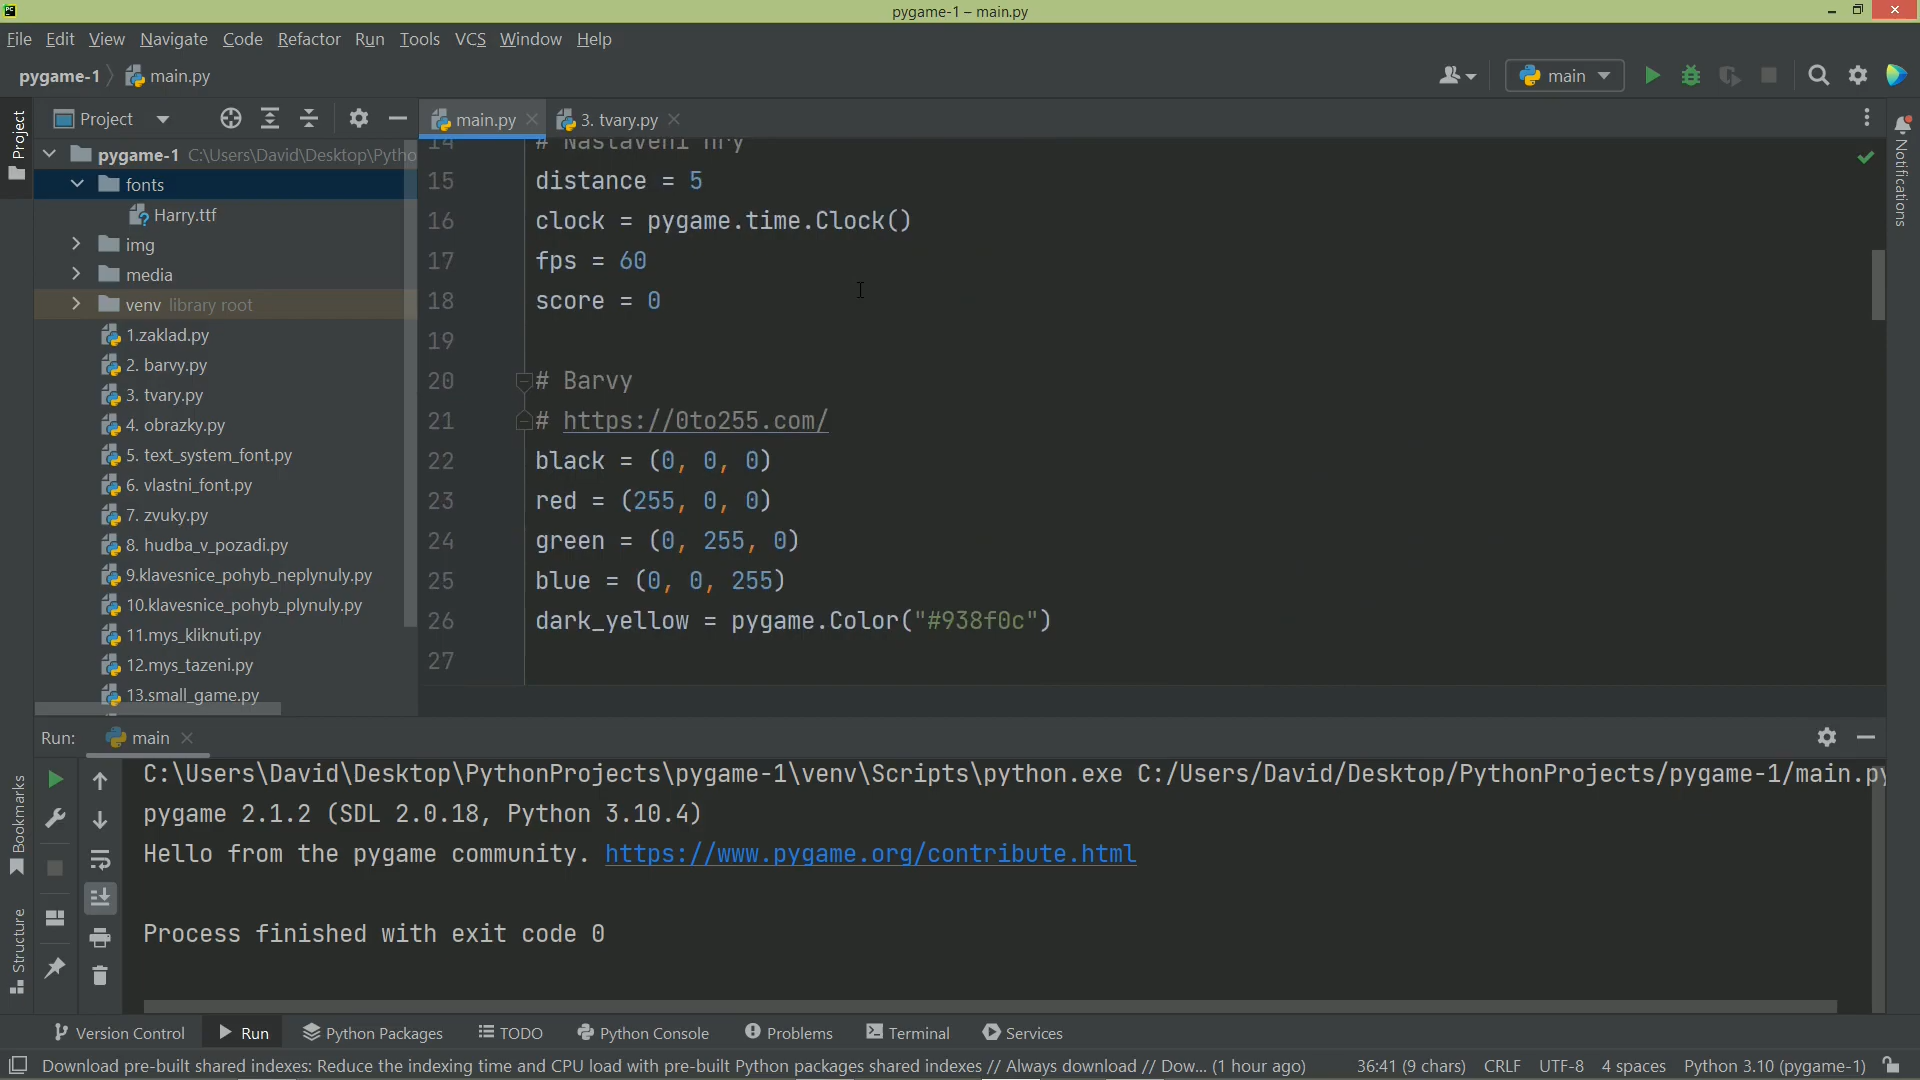 pygame-1 – main.py
File Edit View Navigate Code Refactor Run Tools VCS Window Help
pygame-1 main.py
main
Project
Project
main.py
3. tvary.py
Notifications
pygame-1 C:\Users\David\Desktop\Pytho
fonts
Harry.ttf
img
media
venv library root
1.zaklad.py
2. barvy.py
3. tvary.py
4. obrazky.py
5. text_system_font.py
6. vlastni_font.py
7. zvuky.py
8. hudba_v_pozadi.py
9.klavesnice_pohyb_neplynuly.py
10.klavesnice_pohyb_plynuly.py
11.mys_kliknuti.py
12.mys_tazeni.py
13.small_game.py
14 # Nastaveni hry
15 distance = 5
16 clock = pygame.time.Clock()
17 fps = 60
18 score = 0
19
20 # Barvy
21 # https://0to255.com/
22 black = (0, 0, 0)
23 red = (255, 0, 0)
24 green = (0, 255, 0)
25 blue = (0, 0, 255)
26 dark_yellow = pygame.Color("#938f0c")
27
Run: main
C:\Users\David\Desktop\PythonProjects\pygame-1\venv\Scripts\python.exe C:/Users/David/Desktop/PythonProjects/pygame-1/main.py
pygame 2.1.2 (SDL 2.0.18, Python 3.10.4)
Hello from the pygame community. https://www.pygame.org/contribute.html
Process finished with exit code 0
Bookmarks
Structure
Version Control Run Python Packages TODO Python Console Problems Terminal Services
Download pre-built shared indexes: Reduce the indexing time and CPU load with pre-built Python packages shared indexes // Always download // Dow... (1 hour ago) 36:41 (9 chars) CRLF UTF-8 4 spaces Python 3.10 (pygame-1)